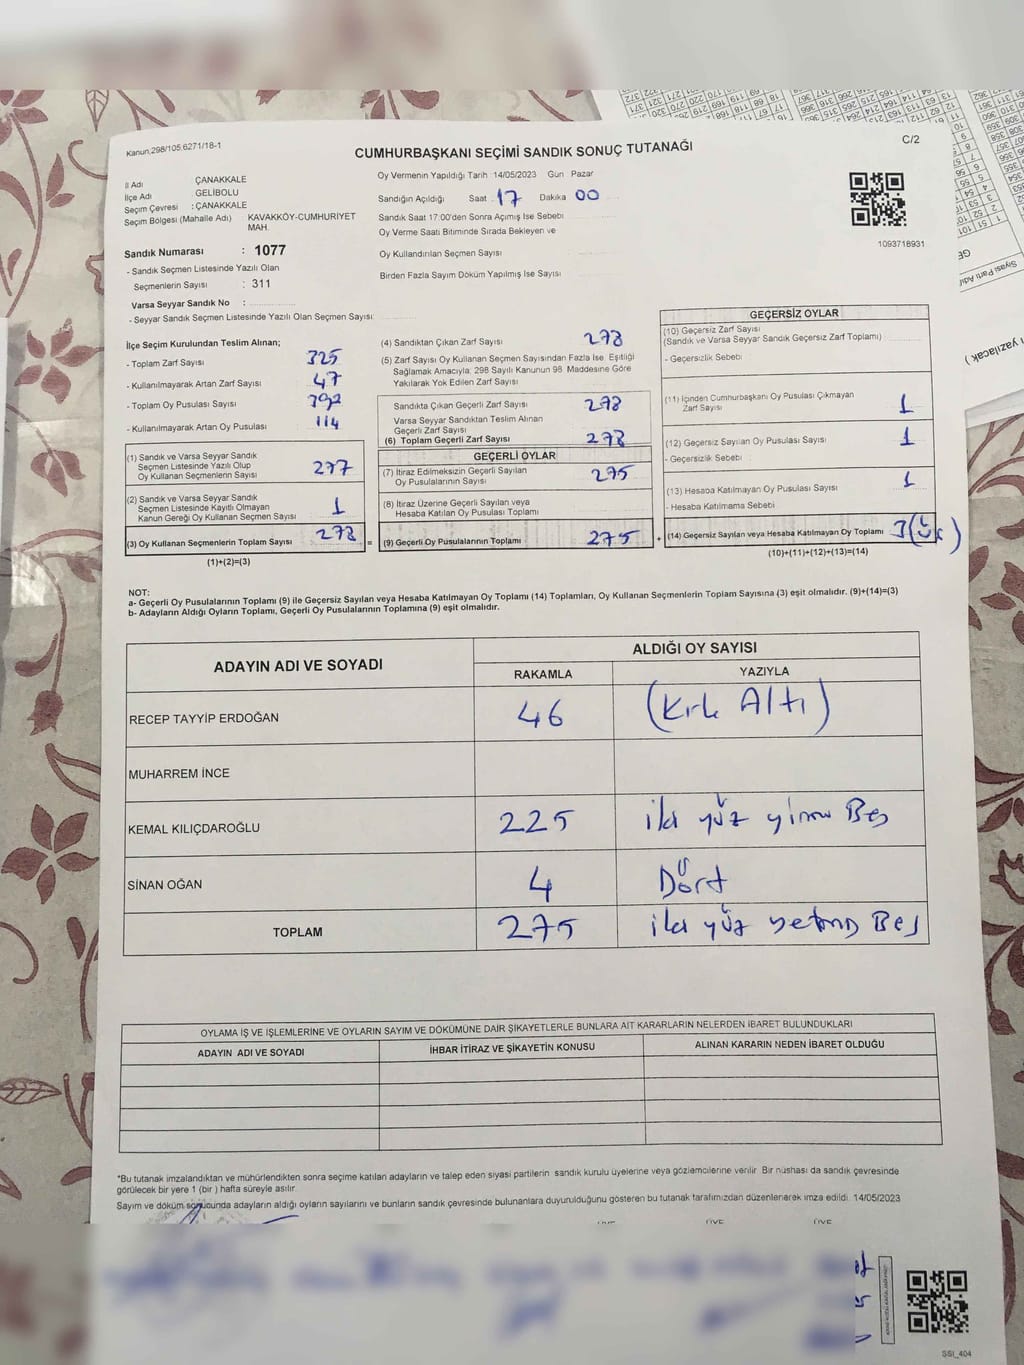 Kanun,298/105,6271/18-1
CUMHURBAŞKANI SEÇİMİ SANDIK SONUÇ TUTANAĞI
C/2
İl Adı ÇANAKKALE
İlçe Adı : GELİBOLU
Seçim Çevresi : ÇANAKKALE
Seçim Bölgesi (Mahalle Adı) KAVAKKÖY-CUMHURİYET MAH.
Sandık Numarası : 1077
- Sandık Seçmen Listesinde Yazılı Olan
Seçmenlerin Sayısı : 311
Varsa Seyyar Sandık No :
- Seyyar Sandık Seçmen Listesinde Yazılı Olan Seçmen Sayısı:
Oy Vermenin Yapıldığı Tarih :14/05/2023 Gün Pazar
Sandığın Açıldığı Saat 17 Dakika 00
Sandık Saat 17:00'den Sonra Açımış İse Sebebi
Oy Verme Saati Bitiminde Sırada Bekleyen ve
Oy Kullandırılan Seçmen Sayısı
Birden Fazla Sayım Döküm Yapılmış İse Sayısı
1093718931
İlçe Seçim Kurulundan Teslim Alınan;
- Toplam Zarf Sayısı 325
- Kullanılmayarak Artan Zarf Sayısı 47
- Toplam Oy Pusulası Sayısı 392
- Kullanılmayarak Artan Oy Pusulası 114
(1) Sandık ve Varsa Seyyar Sandık
Seçmen Listesinde Yazılı Olup
Oy Kullanan Seçmenlerin Sayısı 277
(2) Sandık ve Varsa Seyyar Sandık
Seçmen Listesinde Kayıtlı Olmayan
Kanun Gereği Oy Kullanan Seçmen Sayısı 1
(3) Oy Kullanan Seçmenlerin Toplam Sayısı 278 =
(1)+(2)=(3)
(4) Sandıktan Çıkan Zarf Sayısı 278
(5) Zarf Sayısı Oy Kullanan Seçmen Sayısından Fazla İse, Eşitliği
Sağlamak Amacıyla; 298 Sayılı Kanunun 98. Maddesine Göre
Yakılarak Yok Edilen Zarf Sayısı
Sandıkta Çıkan Geçerli Zarf Sayısı 278
Varsa Seyyar Sandıktan Teslim Alınan
Geçerli Zarf Sayısı
(6) Toplam Geçerli Zarf Sayısı 278
GEÇERLİ OYLAR
(7) İtiraz Edilmeksizin Geçerli Sayılan
Oy Pusulalarının Sayısı 275
(8) İtiraz Üzerine Geçerli Sayılan veya
Hesaba Katılan Oy Pusulası Toplamı
(9) Geçerli Oy Pusulalarının Toplamı 275 +
GEÇERSİZ OYLAR
(10) Geçersiz Zarf Sayısı
(Sandık ve Varsa Seyyar Sandık Geçersiz Zarf Toplamı)
- Geçersizlik Sebebi
(11) İçinden Cumhurbaşkanı Oy Pusulası Çıkmayan
Zarf Sayısı 1
(12) Geçersiz Sayılan Oy Pusulası Sayısı 1
- Geçersizlik Sebebi
(13) Hesaba Katılmayan Oy Pusulası Sayısı 1
- Hesaba Katılmama Sebebi
(14) Geçersiz Sayılan veya Hesaba Katılmayan Oy Toplamı 3 (Üç)
(10)+(11)+(12)+(13)=(14)
NOT:
a- Geçerli Oy Pusulalarının Toplamı (9) ile Geçersiz Sayılan veya Hesaba Katılmayan Oy Toplamı (14) Toplamları, Oy Kullanan Seçmenlerin Toplam Sayısına (3) eşit olmalıdır. (9)+(14)=(3)
b- Adayların Aldığı Oyların Toplamı, Geçerli Oy Pusulalarının Toplamına (9) eşit olmalıdır.
ADAYIN ADI VE SOYADI
ALDIĞI OY SAYISI
RAKAMLA YAZIYLA
RECEP TAYYİP ERDOĞAN 46 (Kırk Altı)
MUHARREM İNCE
KEMAL KILIÇDAROĞLU 225 iki yüz yirmi Beş
SİNAN OĞAN 4 Dört
TOPLAM 275 iki yüz yetmiş Beş
OYLAMA İŞ VE İŞLEMLERİNE VE OYLARIN SAYIM VE DÖKÜMÜNE DAİR ŞİKAYETLERLE BUNLARA AİT KARARLARIN NELERDEN İBARET BULUNDUKLARI
ADAYIN ADI VE SOYADI İHBAR İTİRAZ VE ŞİKAYETİN KONUSU ALINAN KARARIN NEDEN İBARET OLDUĞU
*Bu tutanak imzalandıktan ve mühürlendikten sonra seçime katılan adayların ve talep eden siyasi partilerin sandık kurulu üyelerine veya gözlemcilerine verilir. Bir nüshası da sandık çevresinde
görülecek bir yere 1 (bir) hafta süreyle asılır.
Sayım ve döküm sonucunda adayların aldığı oyların sayılarını ve bunların sandık çevresinde bulunanlara duyurulduğunu gösteren bu tutanak tarafımızdan düzenlenerek imza edildi. 14/05/2023
ÜYE ÜYE ÜYE
SSI_404